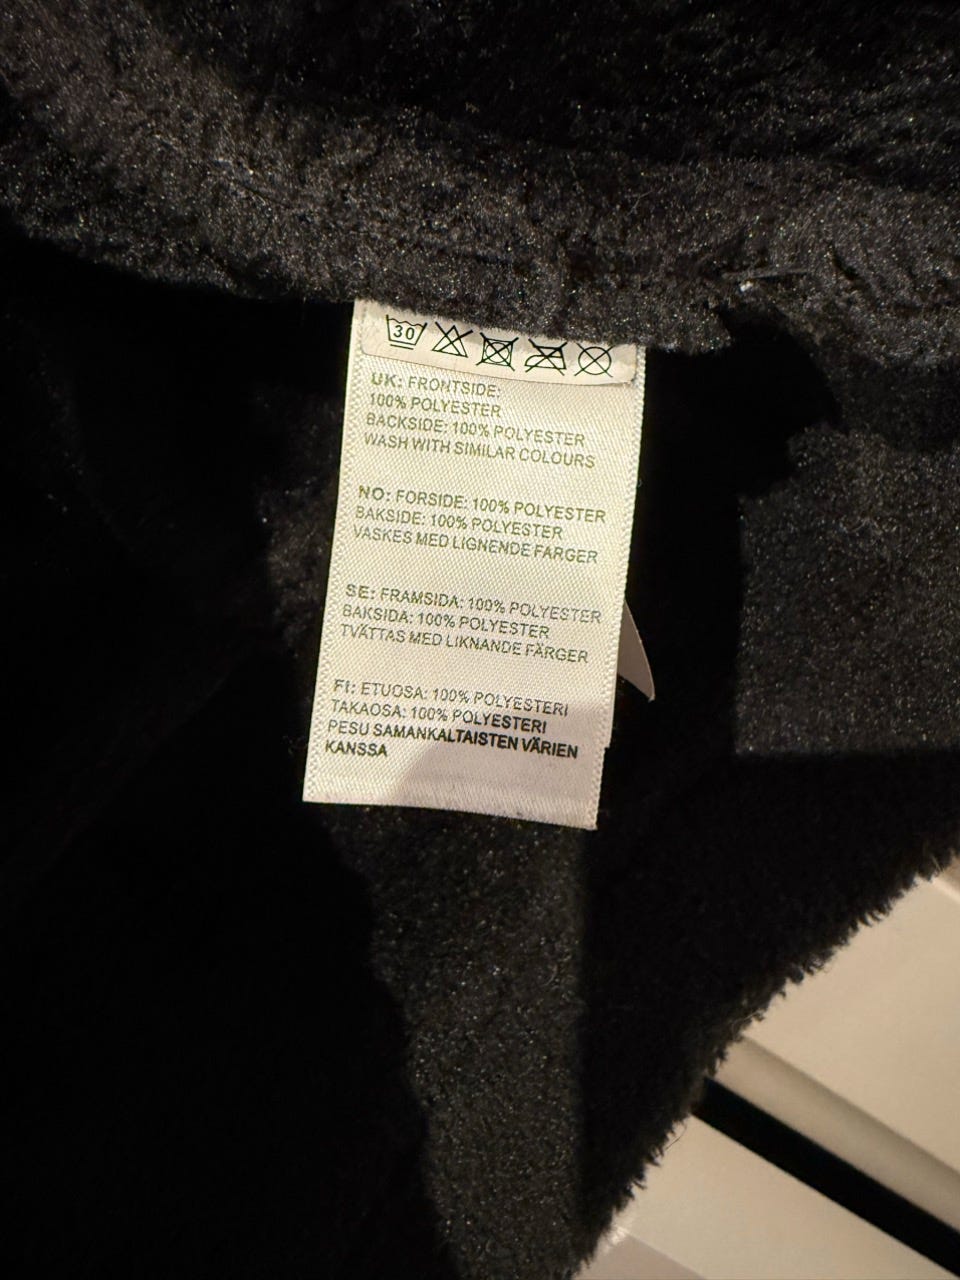 30
UK: FRONTSIDE:
100% POLYESTER
BACKSIDE: 100% POLYESTER
WASH WITH SIMILAR COLOURS
NO: FORSIDE: 100% POLYESTER
BAKSIDE: 100% POLYESTER
VASKES MED LIGNENDE FARGER
SE: FRAMSIDA: 100% POLYESTER
BAKSIDA: 100% POLYESTER
TVÄTTAS MED LIKNANDE FÄRGER
FI: ETUOSA: 100% POLYESTERI
TAKAOSA: 100% POLYESTERI
PESU SAMANKALTAISTEN VÄRIEN
KANSSA